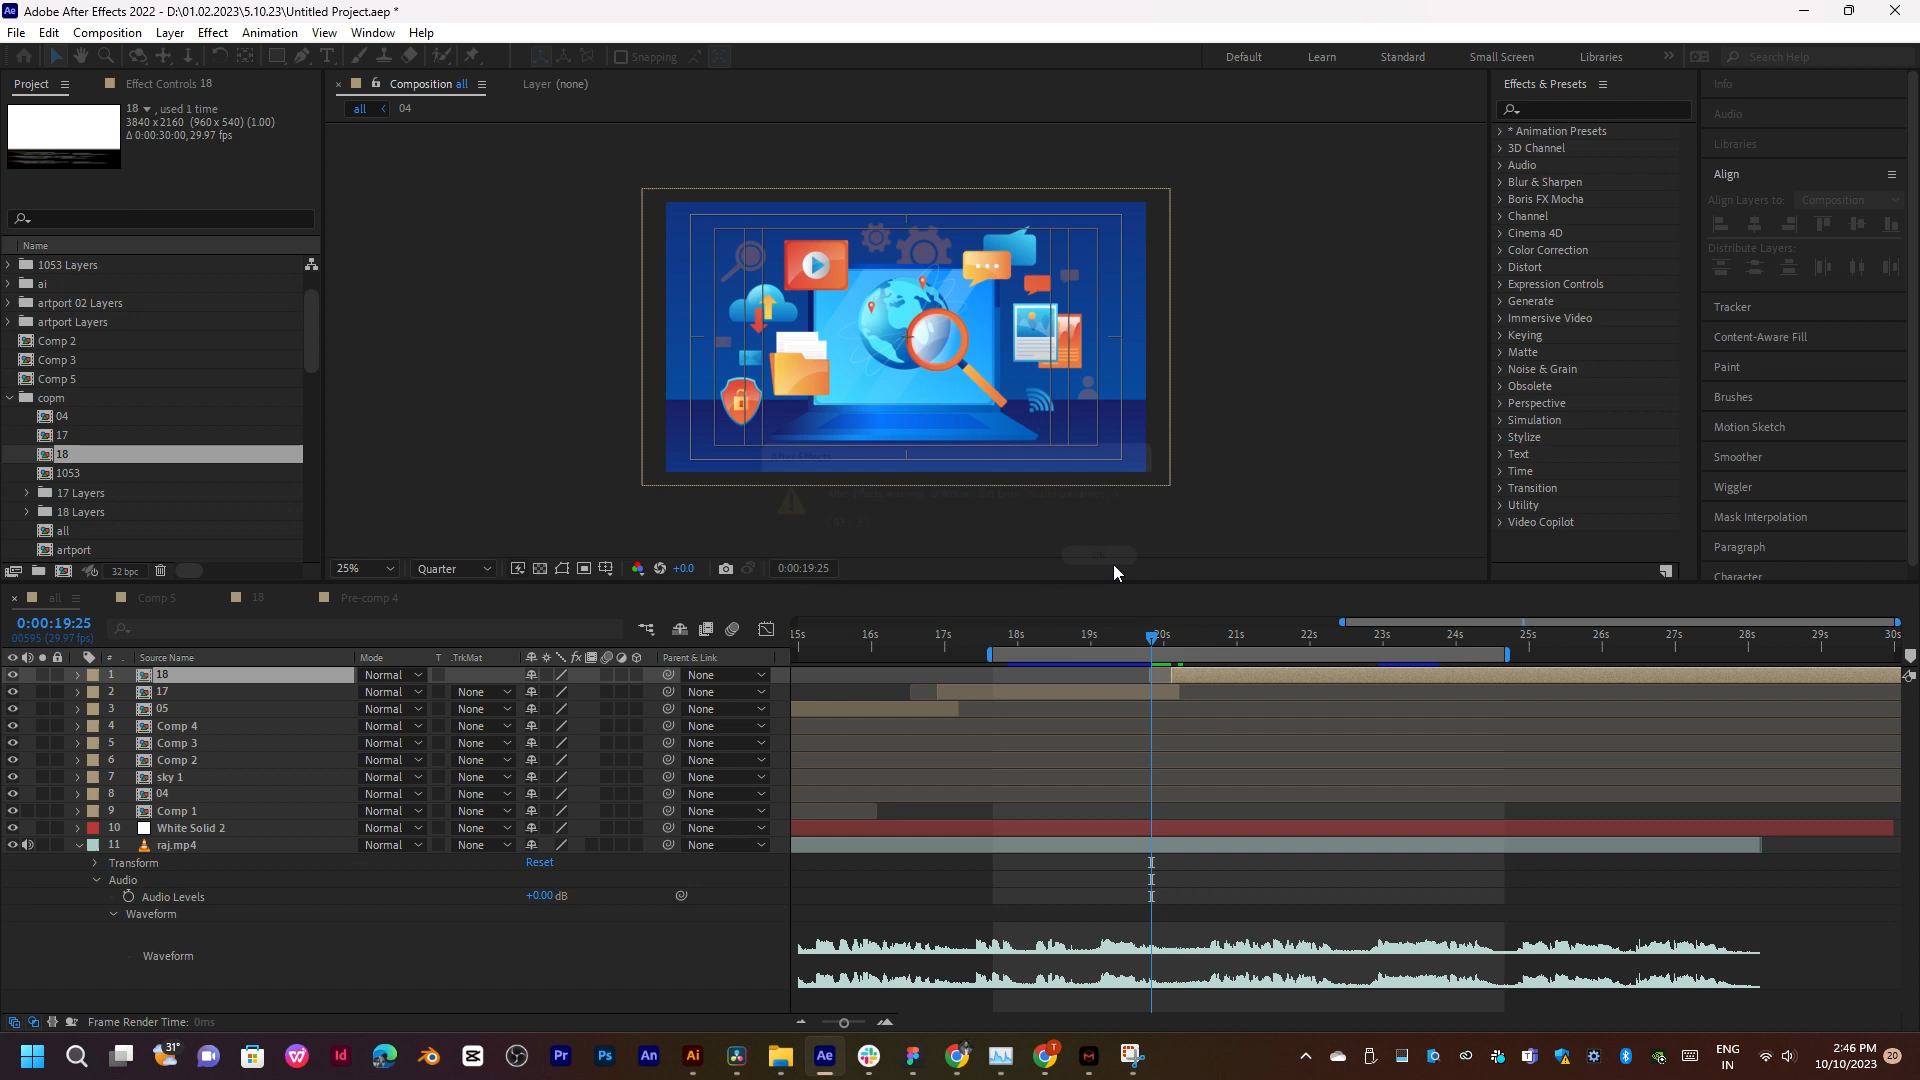 Adobe After Effects 2022 - D:\01.02.2023\5.10.23\Untitled Project.aep *
File Edit Composition Layer Effect Animation View Window Help
Snapping
Default Learn Standard Small Screen Libraries
Search Help
Project
Effect Controls 18
Composition all
Layer (none)
Effects & Presets
Info
18 , used 1 time
3840 x 2160 (960 x 540) (1.00)
Δ 0:00:30:00, 29.97 fps
all 04
Audio
Libraries
Align
Align Layers to: Composition
Distribute Layers:
Tracker
Content-Aware Fill
Paint
Brushes
Motion Sketch
Smoother
Wiggler
Mask Interpolation
Paragraph
Character
* Animation Presets
3D Channel
Audio
Blur & Sharpen
Boris FX Mocha
Channel
Cinema 4D
Color Correction
Distort
Expression Controls
Generate
Immersive Video
Keying
Matte
Noise & Grain
Obsolete
Perspective
Simulation
Stylize
Text
Time
Transition
Utility
Video Copilot
Name
1053 Layers
ai
artport 02 Layers
artport Layers
Comp 2
Comp 3
Comp 5
copm
04
17
18
1053
17 Layers
18 Layers
all
artport
32 bpc
After Effects
25% Quarter +0.0 0:00:19:25
all Comp 5 18 Pre-comp 4
0:00:19:25
00595 (29.97 fps)
15s 16s 17s 18s 19s 20s 21s 22s 23s 24s 25s 26s 27s 28s 29s 30s
# Source Name Mode T .TrkMat fx Parent & Link
1 18 Normal None
2 17 Normal None None
3 05 Normal None None
4 Comp 4 Normal None None
5 Comp 3 Normal None None
6 Comp 2 Normal None None
7 sky 1 Normal None None
8 04 Normal None None
9 Comp 1 Normal None None
10 White Solid 2 Normal None None
11 raj.mp4 Normal None None
Transform Reset
Audio
Audio Levels +0.00 dB
Waveform
Waveform
Frame Render Time: 0ms
31°
Id
Pr
Ps
An
Ai
Ae
T
ENG
IN
2:46 PM
10/10/2023
20